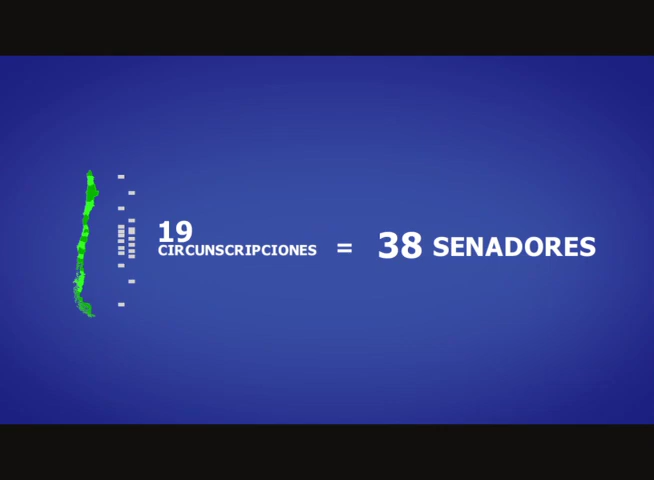 19
CIRCUNSCRIPCIONES = 38 SENADORES